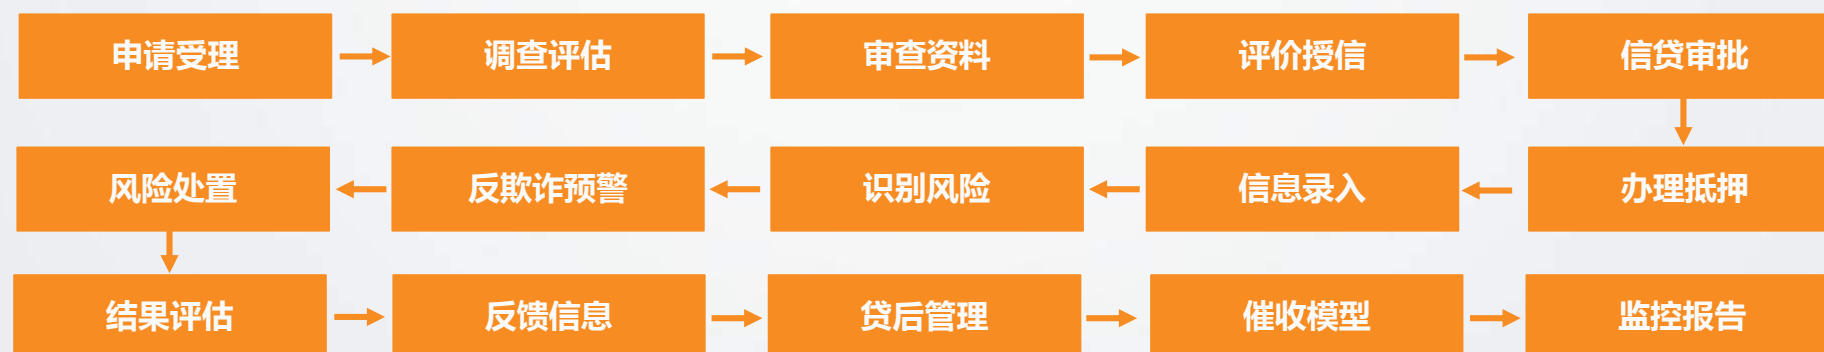 申请受理
调查评估
审查资料
评价授信
信贷审批
办理抵押
信息录入
识别风险
反欺诈预警
风险处置
结果评估
反馈信息
贷后管理
催收模型
监控报告